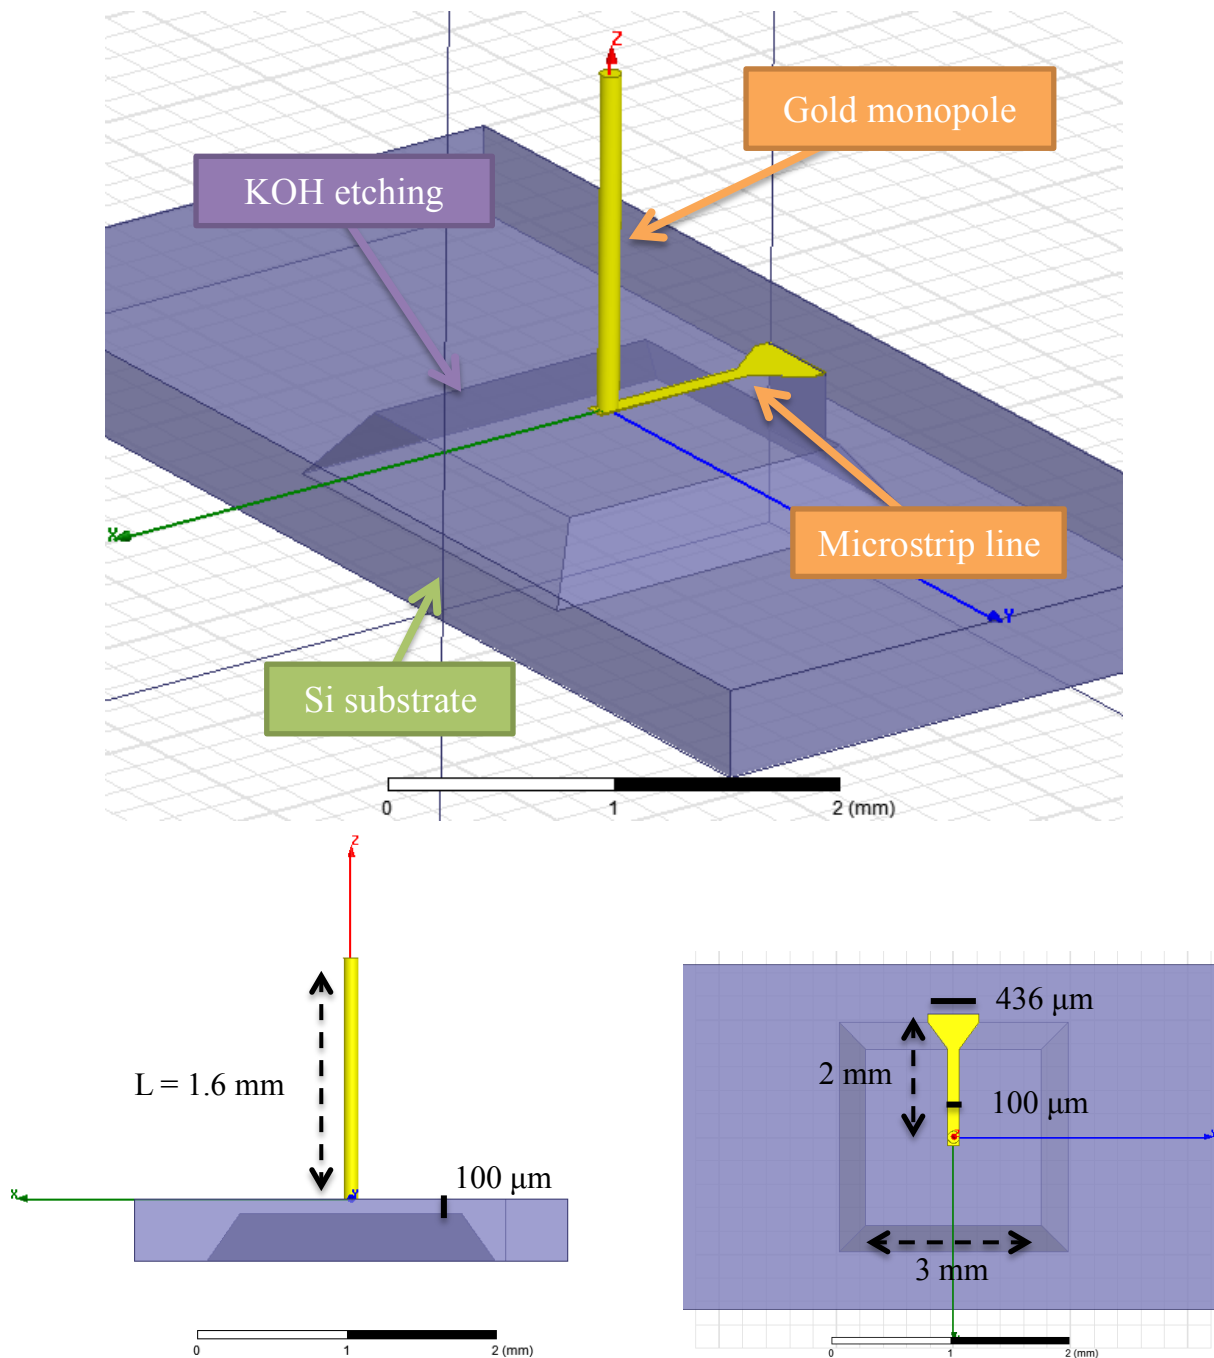 Z
Gold monopole
KOH etching
X
Microstrip line
Y
Si substrate
0 1 2 (mm)
Z
436 μm
L = 1.6 mm
2 mm
100 μm
100 μm
X Y
3 mm
0 1 2 (mm)
0 1 2 (mm)